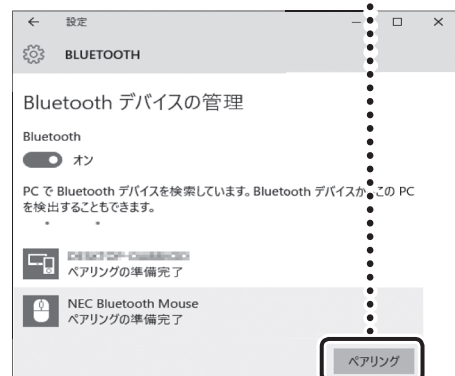 設定
BLUETOOTH
Bluetooth デバイスの管理
Bluetooth
オン
PC で Bluetooth デバイスを検索しています。Bluetooth デバイスか この PC
を検出することもできます。
ペアリングの準備完了
NEC Bluetooth Mouse
ペアリングの準備完了
ペアリング